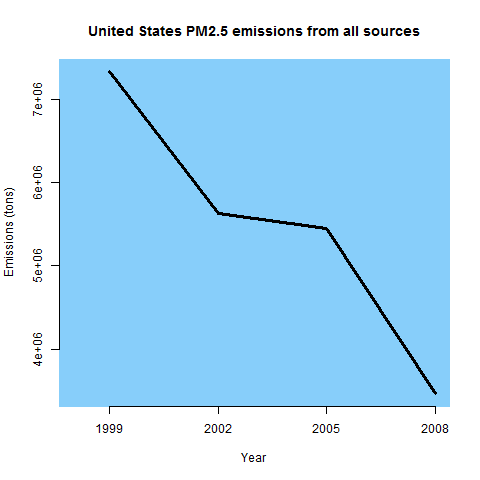 United States PM2.5 emissions from all sources
7e+06
6e+06
5e+06
4e+06
Emissions (tons)
1999 2002 2005 2008
Year